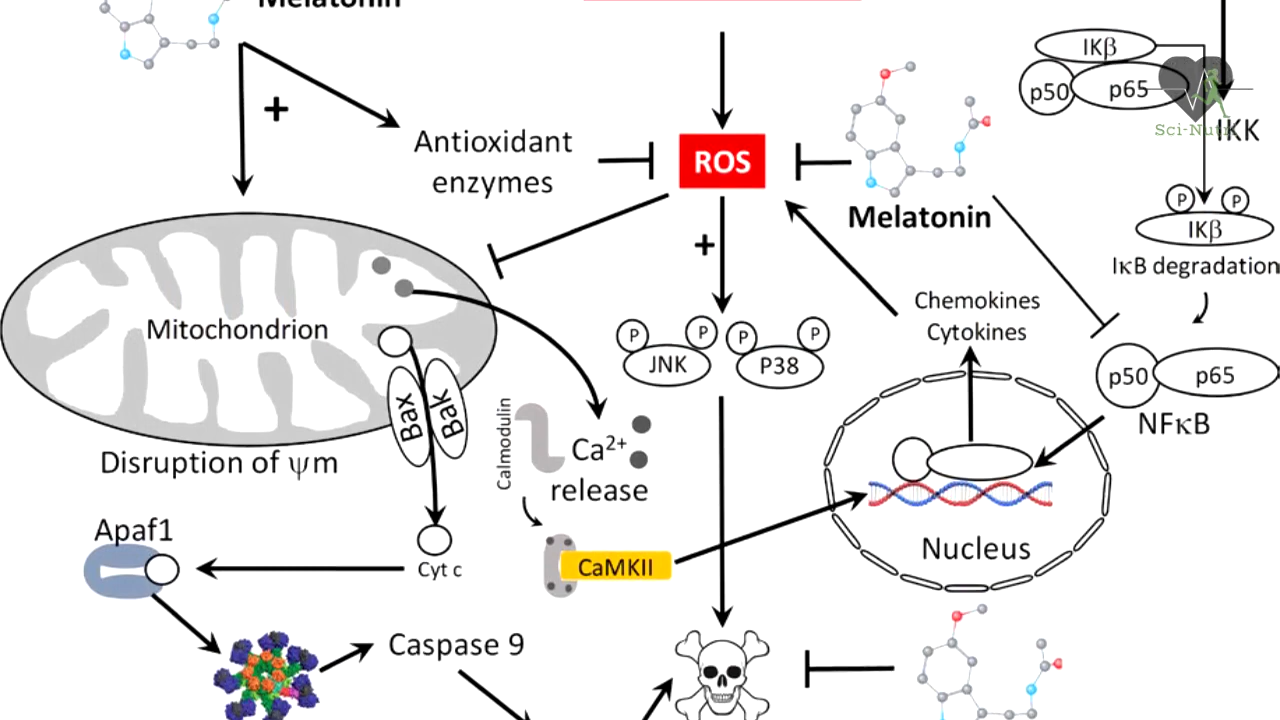 Melatonin
IKβ
p50
p65
+
Sci-Nutri
IKK
Antioxidant
enzymes
ROS
Melatonin
P
P
IKβ
IκB degradation
+
Chemokines
Cytokines
Mitochondrion
P
P
P
P
JNK
P38
p50
p65
NFκB
Bax
Bak
Calmodulin
Ca2+
release
Disruption of ψm
Apaf1
Cyt c
CaMKII
Nucleus
Caspase 9